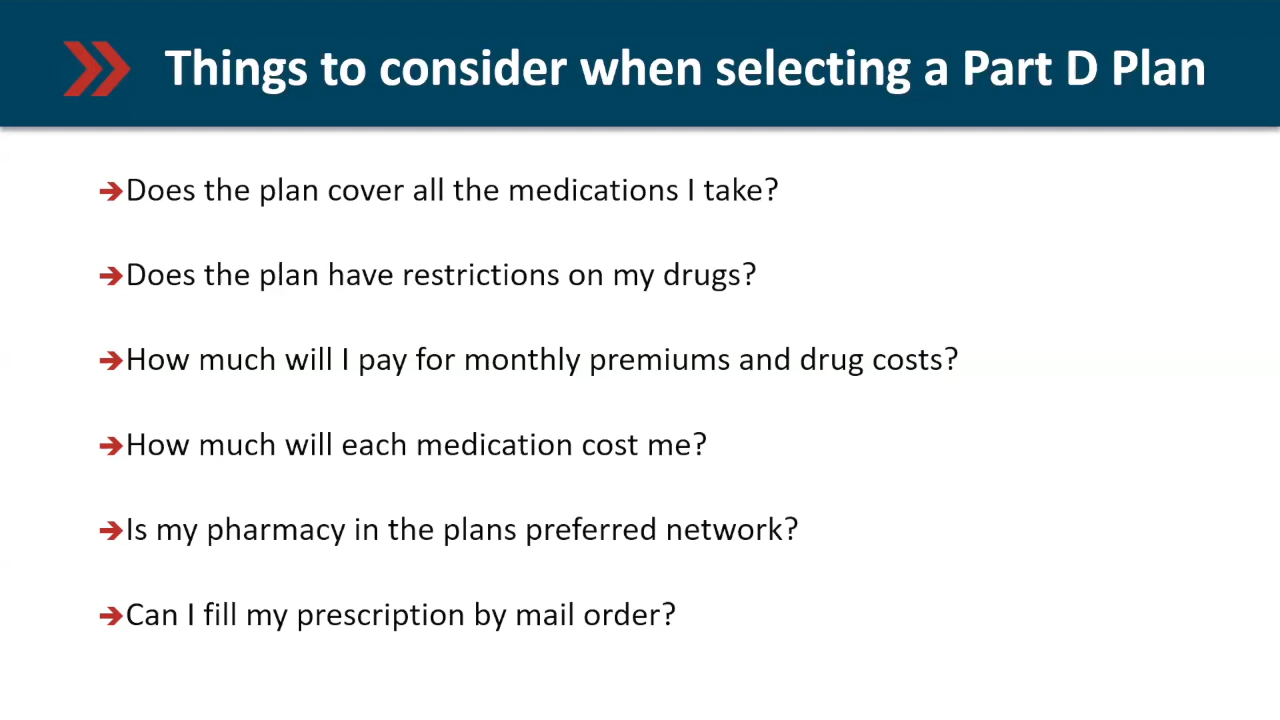 Things to consider when selecting a Part D Plan
Does the plan cover all the medications I take?
Does the plan have restrictions on my drugs?
How much will I pay for monthly premiums and drug costs?
How much will each medication cost me?
Is my pharmacy in the plans preferred network?
Can I fill my prescription by mail order?